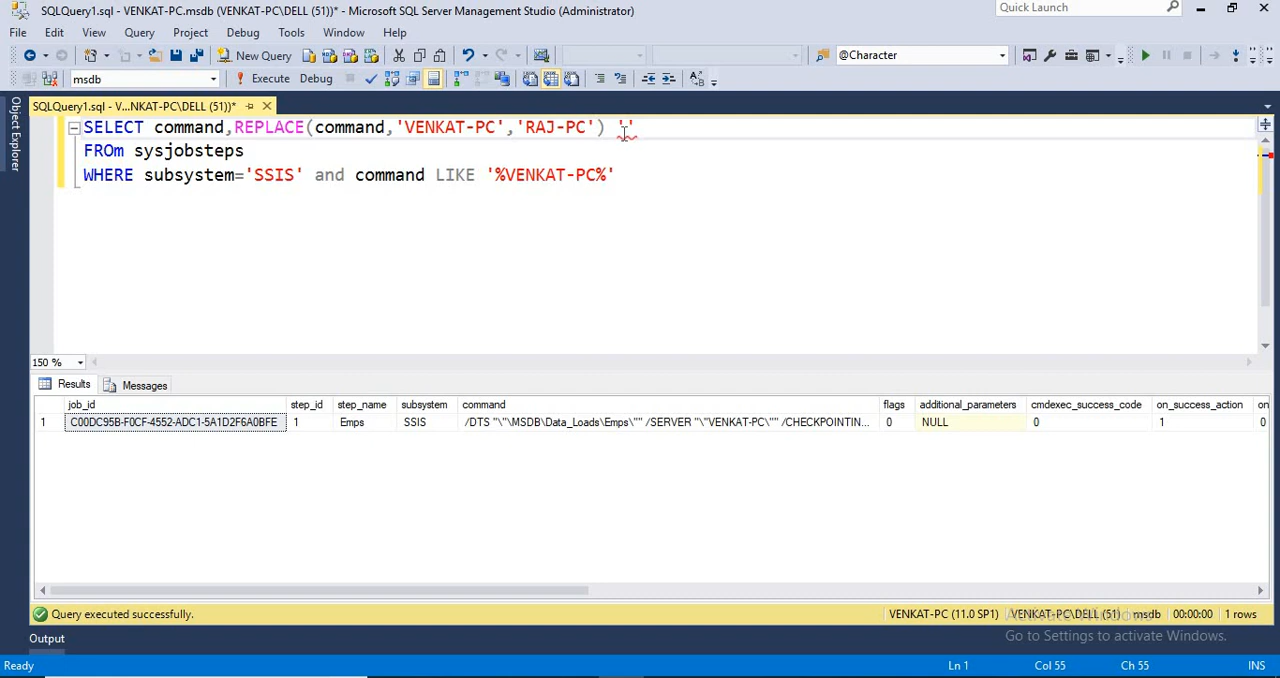 SQLQuery1.sql - VENKAT-PC.msdb (VENKAT-PC\DELL (51))* - Microsoft SQL Server Management Studio (Administrator)
Quick Launch
File Edit View Query Project Debug Tools Window Help
New Query
@Character
msdb
Execute Debug
SQLQuery1.sql - V...NKAT-PC\DELL (51))*
Object Explorer
SELECT command,REPLACE(command,'VENKAT-PC','RAJ-PC') ''
FROm sysjobsteps
WHERE subsystem='SSIS' and command LIKE '%VENKAT-PC%'
150 %
Results Messages
job_id step_id step_name subsystem command flags additional_parameters cmdexec_success_code on_success_action on
1 C00DC95B-F0CF-4552-ADC1-5A1D2F6A0BFE 1 Emps SSIS /DTS "\"\MSDB\Data_Loads\Emps\"" /SERVER "\"VENKAT-PC\"" /CHECKPOINTIN... 0 NULL 0 1 0
Query executed successfully.
VENKAT-PC (11.0 SP1) VENKAT-PC\DELL (51) msdb 00:00:00 1 rows
Activate Windows
Go to Settings to activate Windows.
Output
Ready
Ln 1 Col 55 Ch 55 INS